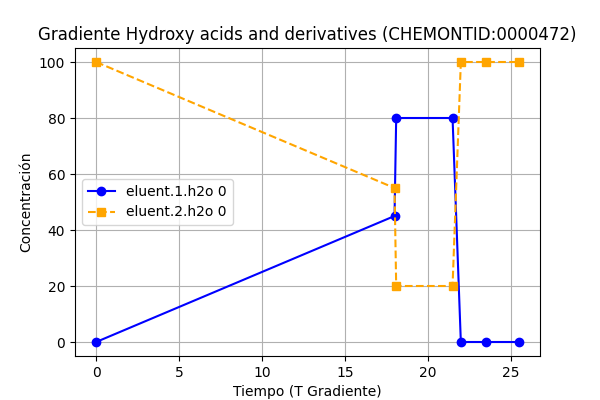 Gradiente Hydroxy acids and derivatives (CHEMONTID:0000472)
100
80
60
40
20
0
Concentración
eluent.1.h2o 0
eluent.2.h2o 0
0 5 10 15 20 25
Tiempo (T Gradiente)